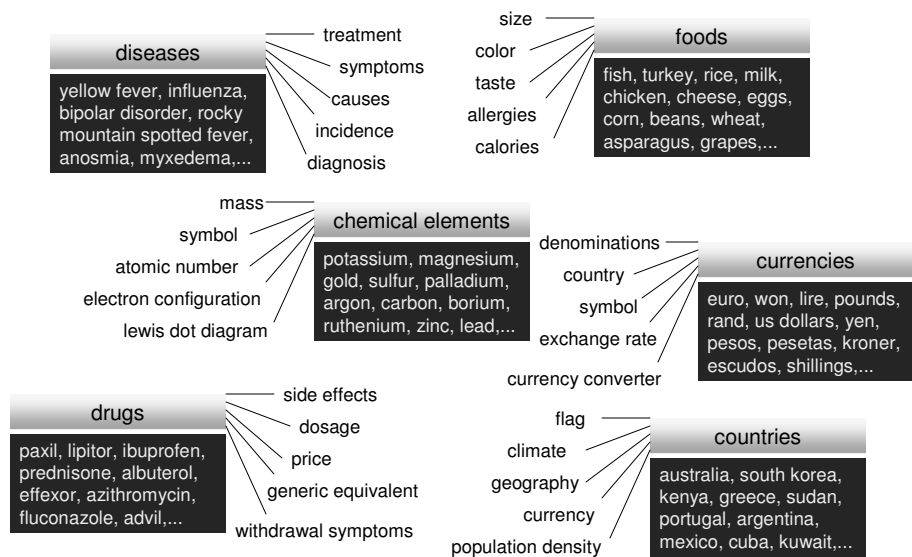 diseases
yellow fever, influenza,
bipolar disorder, rocky
mountain spotted fever,
anosmia, myxedema,...
treatment
symptoms
causes
incidence
diagnosis
size
color
taste
allergies
calories
foods
fish, turkey, rice, milk,
chicken, cheese, eggs,
corn, beans, wheat,
asparagus, grapes,...
mass
symbol
atomic number
electron configuration
lewis dot diagram
chemical elements
potassium, magnesium,
gold, sulfur, palladium,
argon, carbon, borium,
ruthenium, zinc, lead,...
denominations
country
symbol
exchange rate
currency converter
currencies
euro, won, lire, pounds,
rand, us dollars, yen,
pesos, pesetas, kroner,
escudos, shillings,...
drugs
paxil, lipitor, ibuprofen,
prednisone, albuterol,
effexor, azithromycin,
fluconazole, advil,...
side effects
dosage
price
generic equivalent
withdrawal symptoms
flag
climate
geography
currency
population density
countries
australia, south korea,
kenya, greece, sudan,
portugal, argentina,
mexico, cuba, kuwait,...